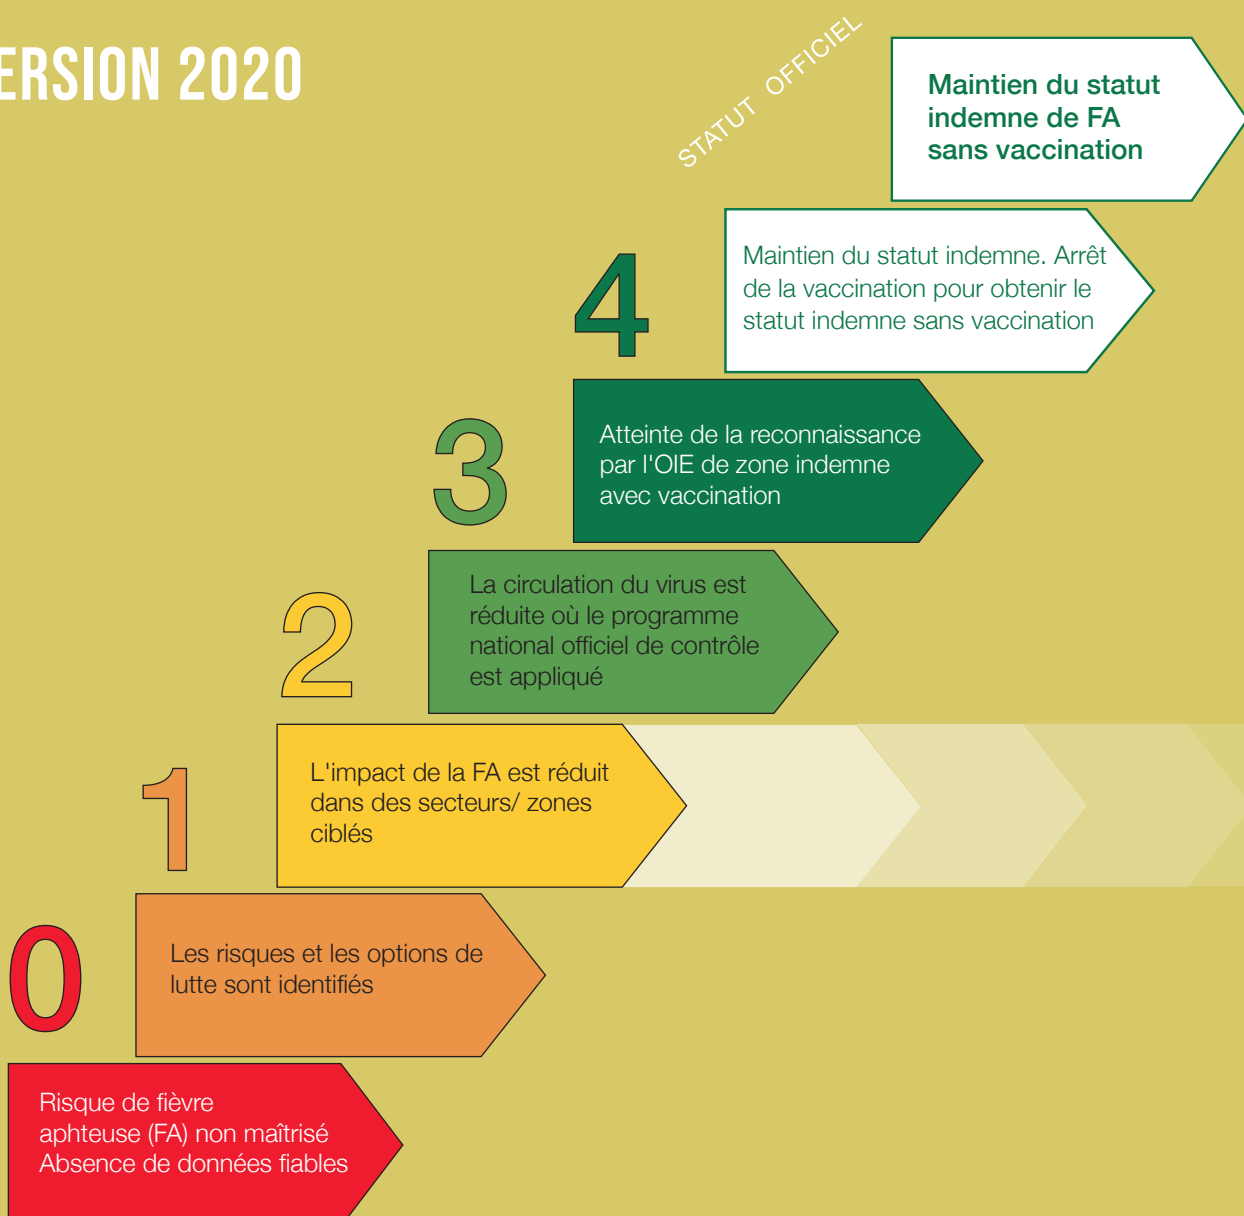 ERSION 2020
STATUT OFFICIEL
Maintien du statut
indemne de FA
sans vaccination
Maintien du statut indemne. Arrêt
de la vaccination pour obtenir le
statut indemne sans vaccination
4
Atteinte de la reconnaissance
par l'OIE de zone indemne
avec vaccination
3
La circulation du virus est
réduite où le programme
national officiel de contrôle
est appliqué
2
L'impact de la FA est réduit
dans des secteurs/ zones
ciblés
1
Les risques et les options de
lutte sont identifiés
0
Risque de fièvre
aphteuse (FA) non maîtrisé
Absence de données fiables